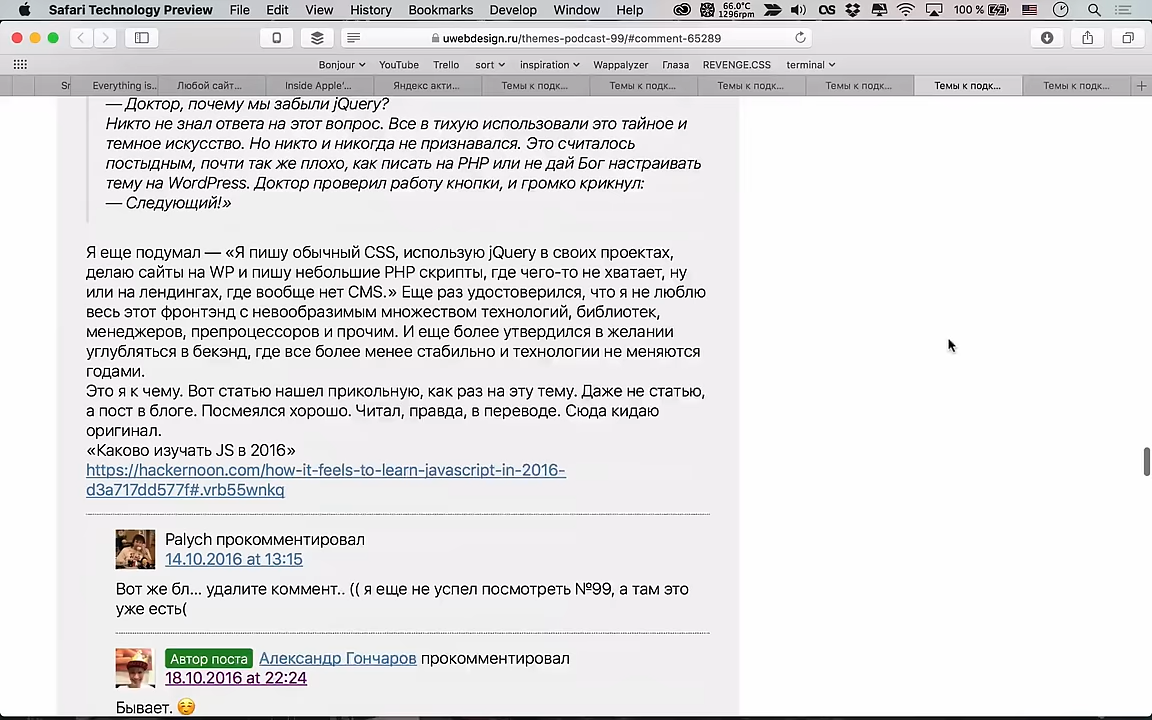 Safari Technology Preview File Edit View History Bookmarks Develop Window Help 66.0°C 1296rpm 100 %
uwebdesign.ru/themes-podcast-99/#comment-65289
Bonjour YouTube Trello sort inspiration Wappalyzer Глаза REVENGE.CSS terminal
Sr Everything is.. Любой сайт... Inside Apple'... Яндекс акти... Темы к подк... Темы к подк... Темы к подк... Темы к подк... Темы к подк... Темы к подк...
— Доктор, почему мы забыли jQuery?
Никто не знал ответа на этот вопрос. Все в тихую использовали это тайное и
темное искусство. Но никто и никогда не признавался. Это считалось
постыдным, почти так же плохо, как писать на PHP или не дай Бог настраивать
тему на WordPress. Доктор проверил работу кнопки, и громко крикнул:
— Следующий!»
Я еще подумал — «Я пишу обычный CSS, использую jQuery в своих проектах,
делаю сайты на WP и пишу небольшие PHP скрипты, где чего-то не хватает, ну
или на лендингах, где вообще нет CMS.» Еще раз удостоверился, что я не люблю
весь этот фронтэнд с невообразимым множеством технологий, библиотек,
менеджеров, препроцессоров и прочим. И еще более утвердился в желании
углубляться в бекэнд, где все более менее стабильно и технологии не меняются
годами.
Это я к чему. Вот статью нашел прикольную, как раз на эту тему. Даже не статью,
а пост в блоге. Посмеялся хорошо. Читал, правда, в переводе. Сюда кидаю
оригинал.
«Каково изучать JS в 2016»
https://hackernoon.com/how-it-feels-to-learn-javascript-in-2016-
d3a717dd577f#.vrb55wnkq
Palych прокомментировал
14.10.2016 at 13:15
Вот же бл... удалите коммент.. (( я еще не успел посмотреть №99, а там это
уже есть(
Автор поста Александр Гончаров прокомментировал
18.10.2016 at 22:24
Бывает. ☺️